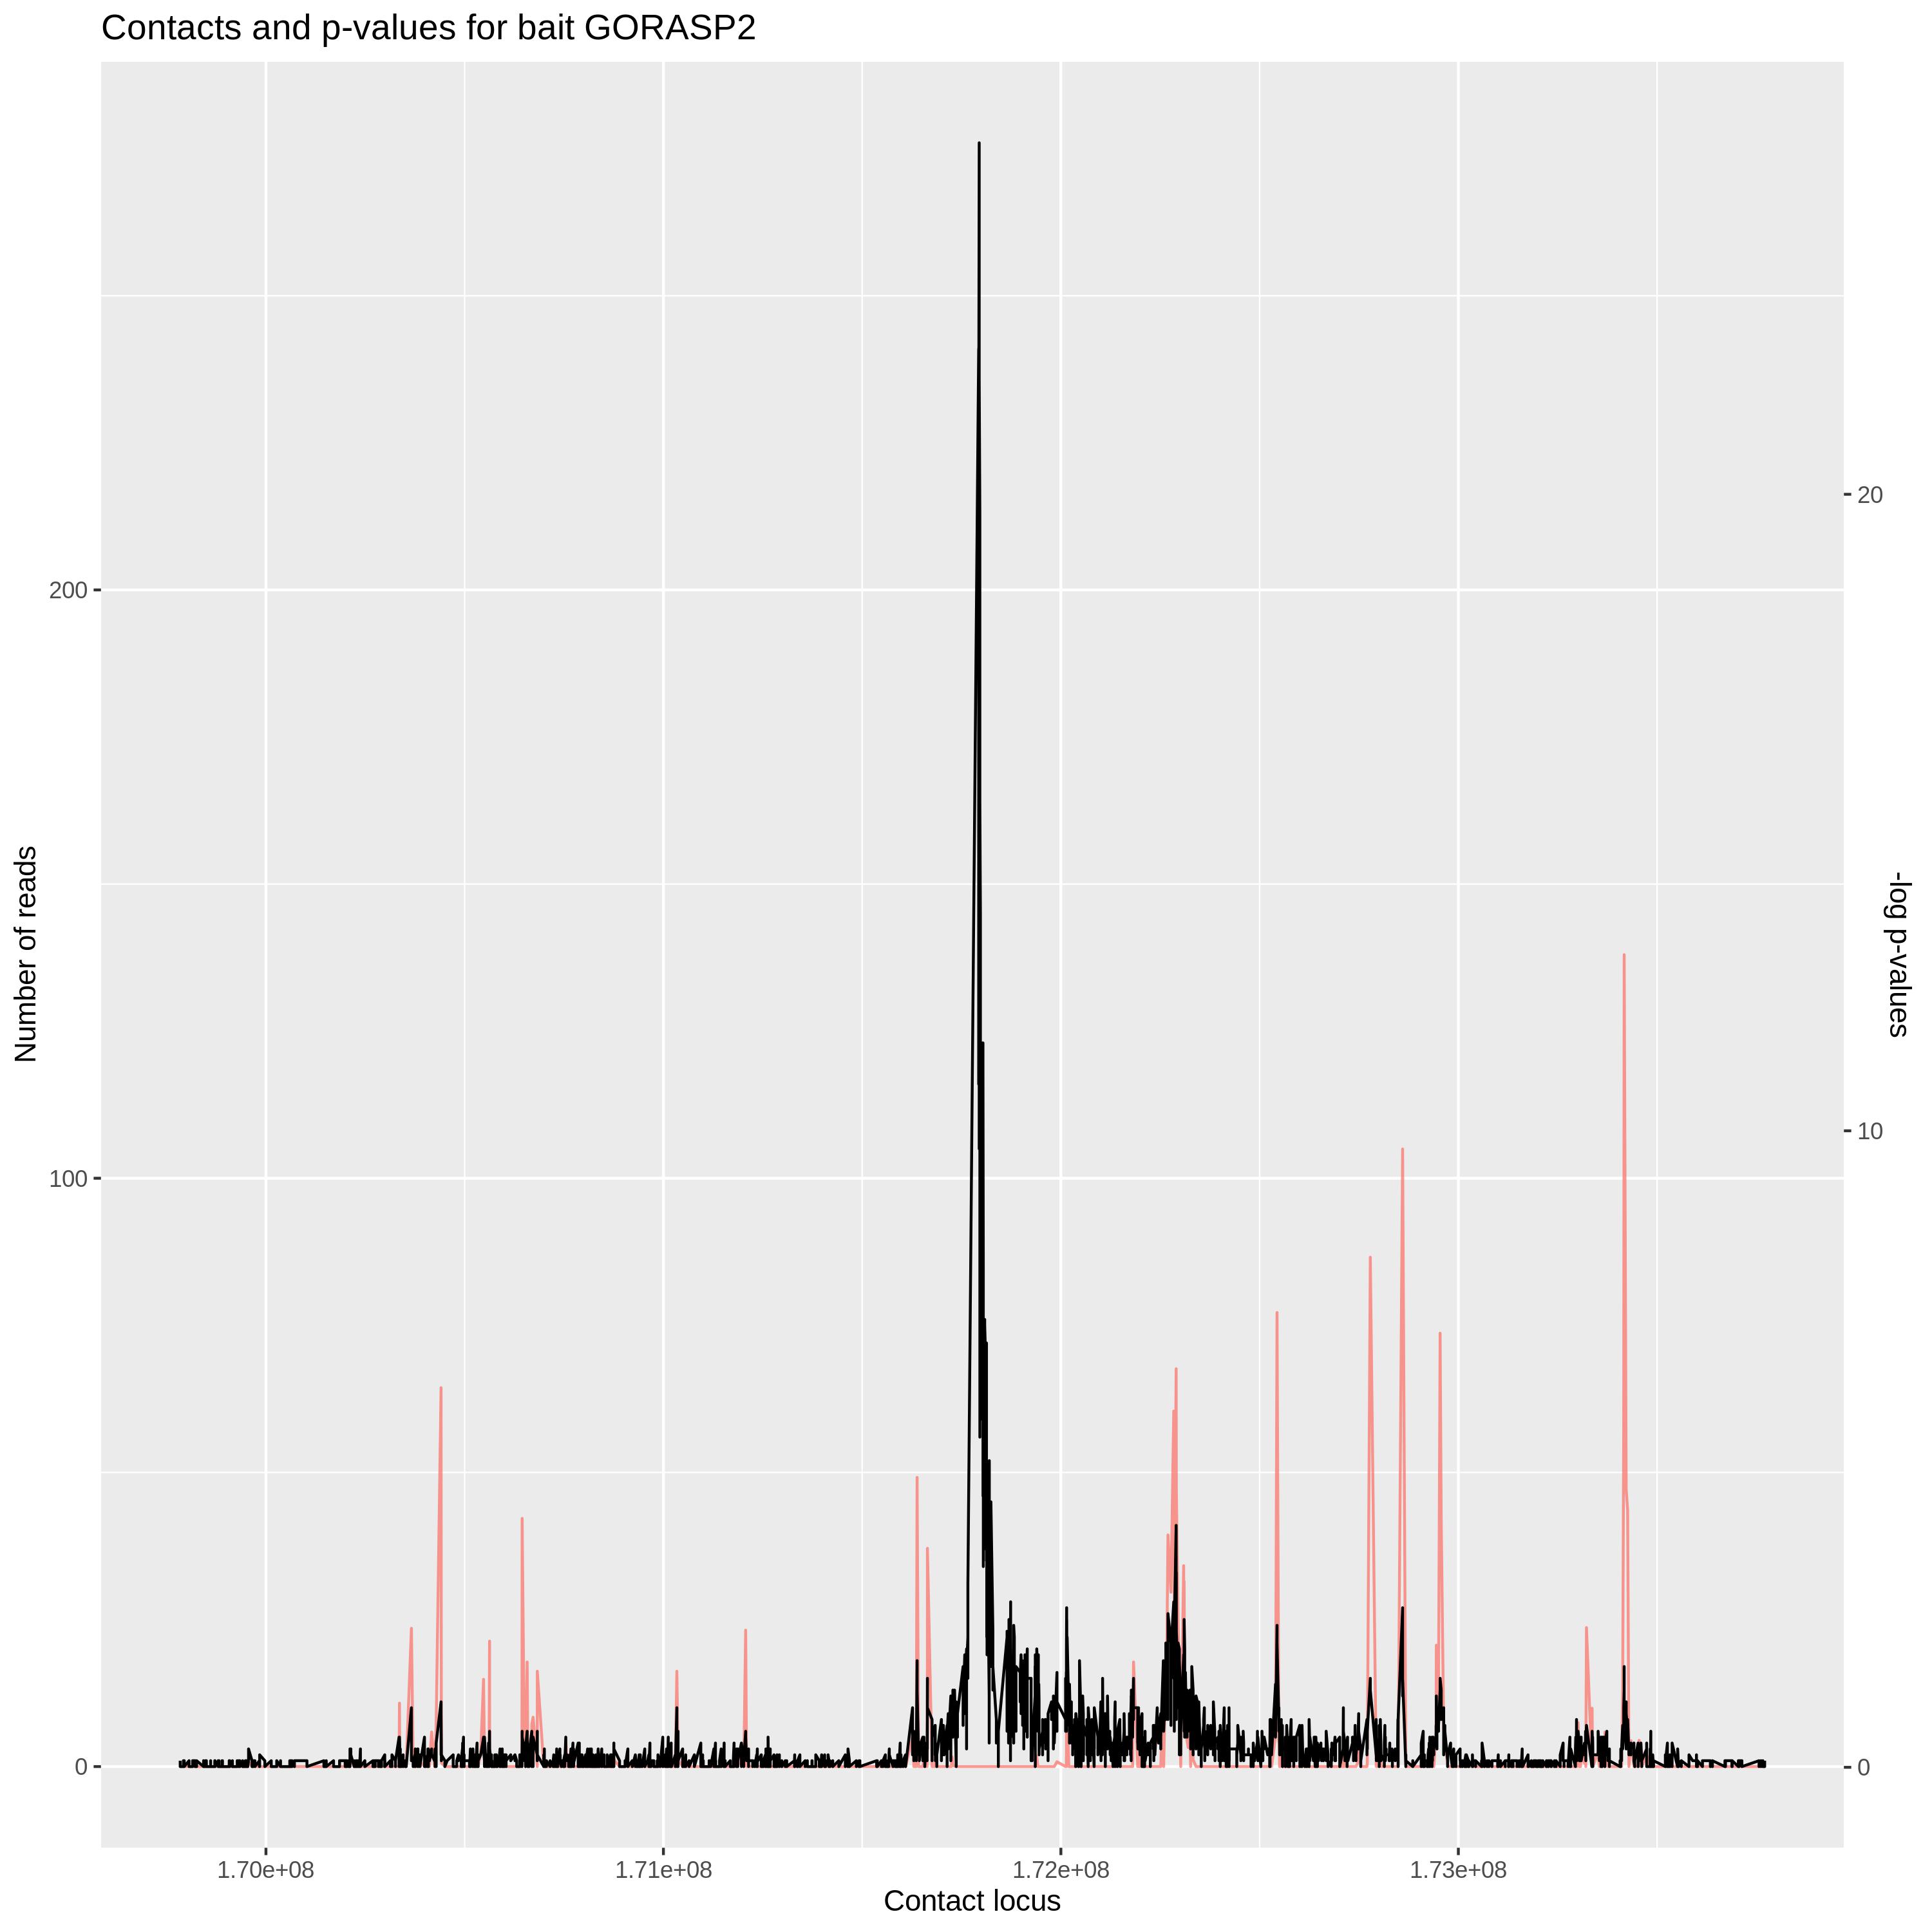 Contacts and p-values for bait GORASP2
200
100
0
Number of reads
20
10
0
-log p-values
1.70e+08
1.71e+08
1.72e+08
1.73e+08
Contact locus